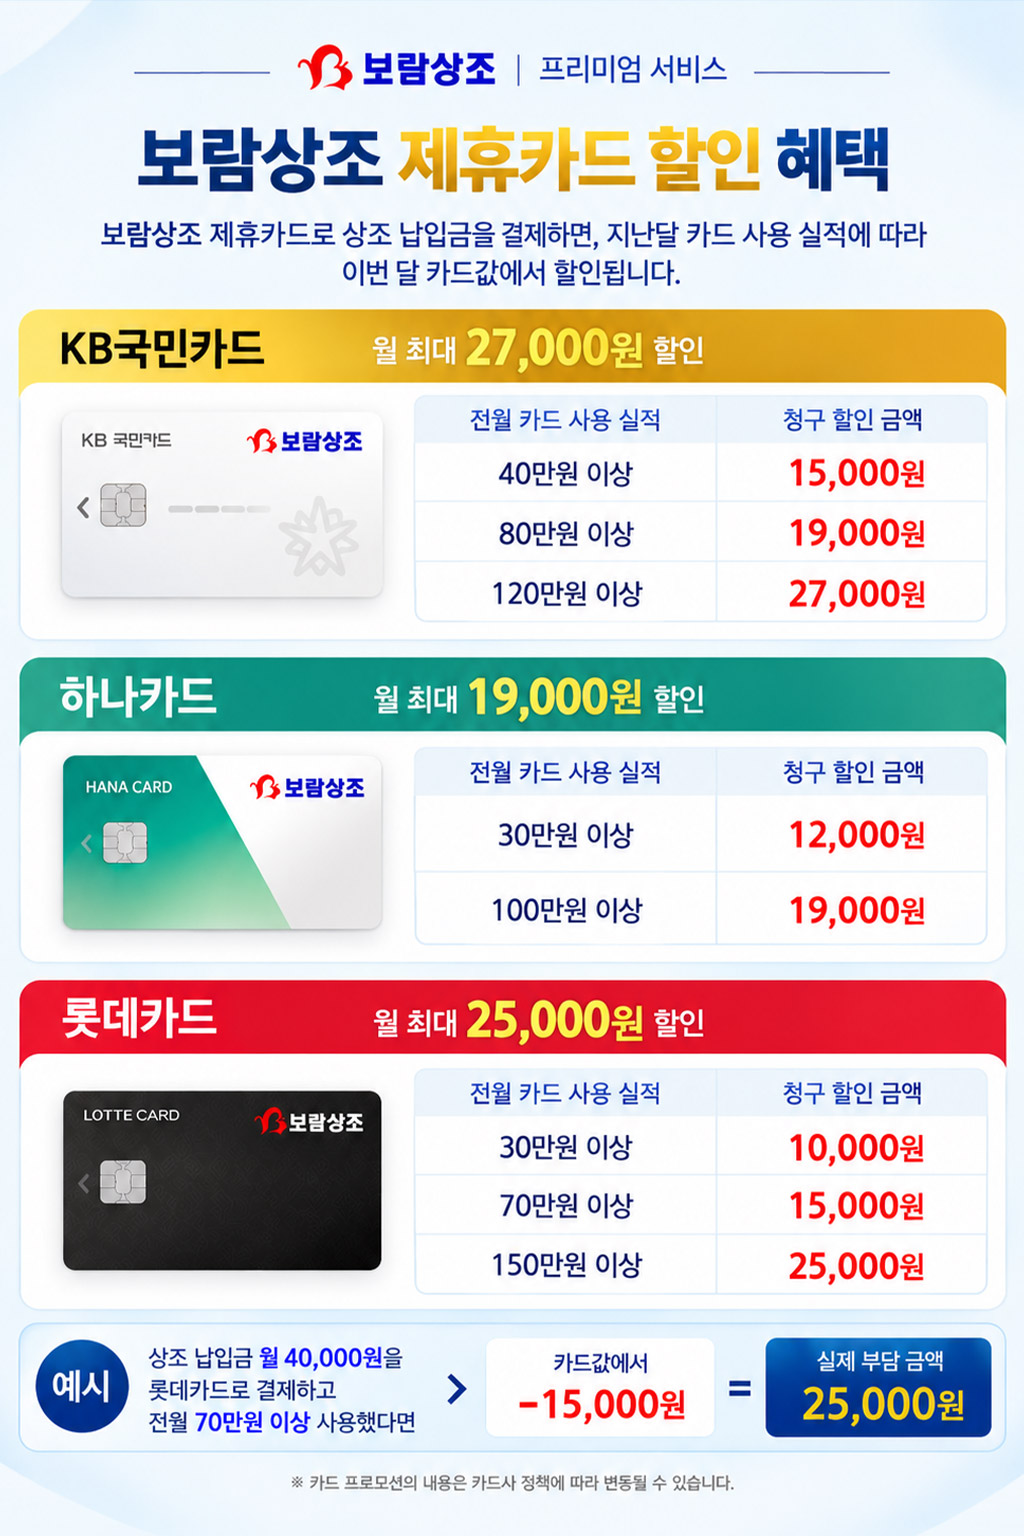 보람상조 | 프리미엄 서비스
보람상조 제휴카드 할인 혜택
보람상조 제휴카드로 상조 납입금을 결제하면, 지난달 카드 사용 실적에 따라
이번 달 카드값에서 할인됩니다.
KB국민카드 월 최대 27,000원 할인
KB 국민카드 보람상조
전월 카드 사용 실적 청구 할인 금액
40만원 이상 15,000원
80만원 이상 19,000원
120만원 이상 27,000원
하나카드 월 최대 19,000원 할인
HANA CARD 보람상조
전월 카드 사용 실적 청구 할인 금액
30만원 이상 12,000원
100만원 이상 19,000원
롯데카드 월 최대 25,000원 할인
LOTTE CARD 보람상조
전월 카드 사용 실적 청구 할인 금액
30만원 이상 10,000원
70만원 이상 15,000원
150만원 이상 25,000원
예시
상조 납입금 월 40,000원을
롯데카드로 결제하고
전월 70만원 이상 사용했다면
카드값에서
-15,000원
=
실제 부담 금액
25,000원
※ 카드 프로모션의 내용은 카드사 정책에 따라 변동될 수 있습니다.